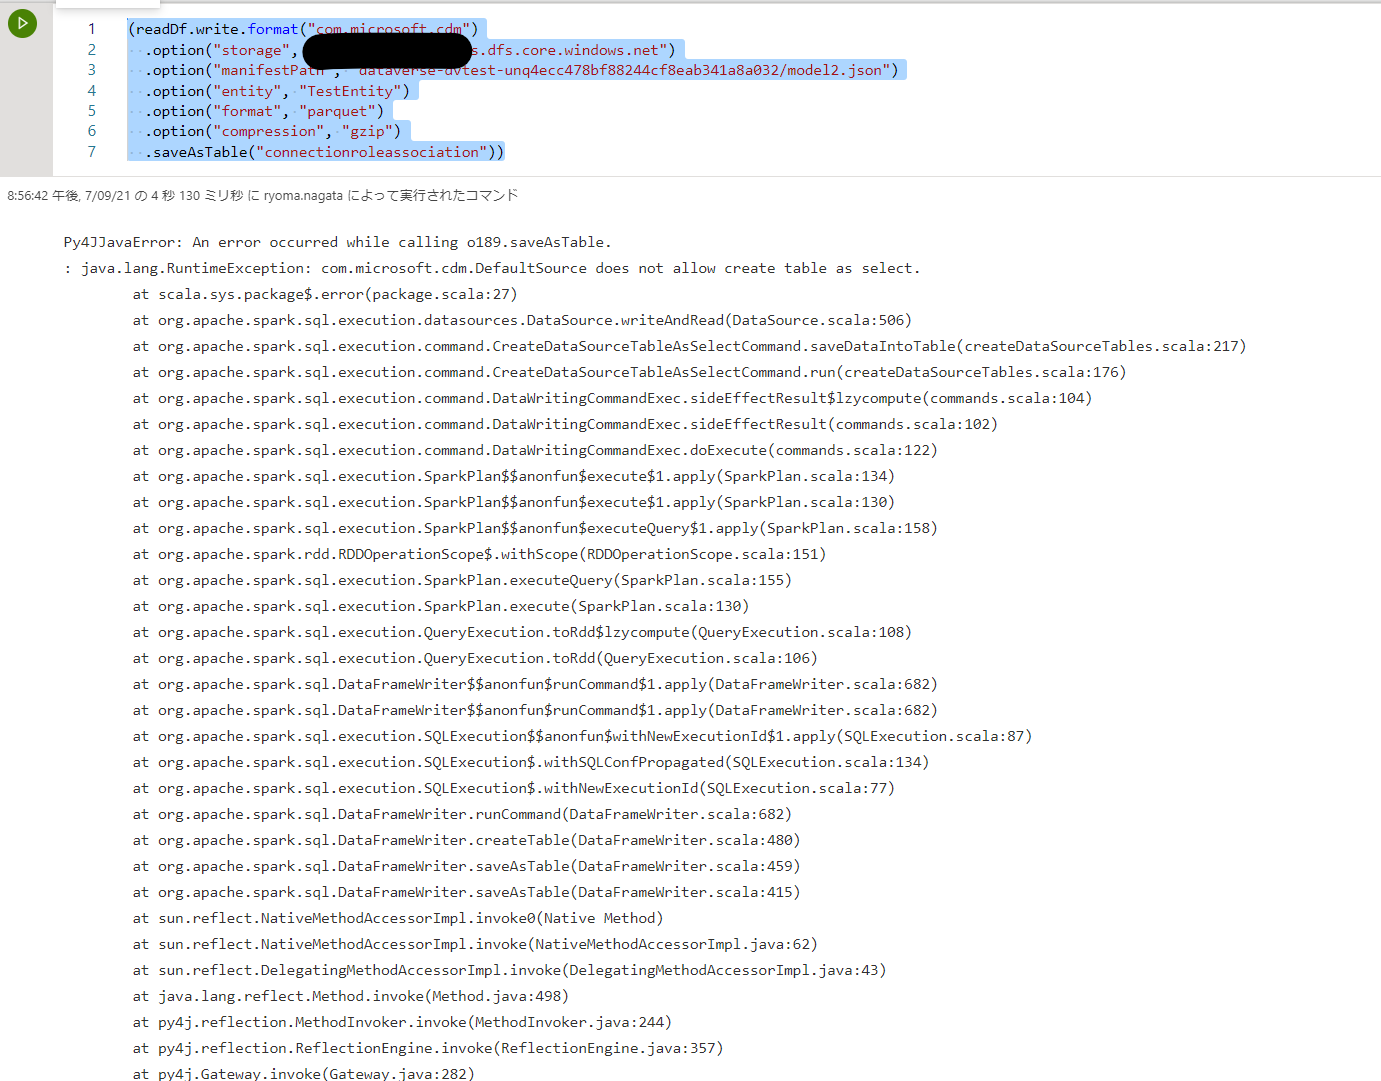 1 (readDf.write.format("com.microsoft.cdm")
2 .option("storage", s.dfs.core.windows.net")
3 .option("manifestPath", "dataverse-dvtest-unq4ecc478bf88244cf8eab341a8a032/model2.json")
4 .option("entity", "TestEntity")
5 .option("format", "parquet")
6 .option("compression", "gzip")
7 .saveAsTable("connectionroleassociation"))
8:56:42 午後, 7/09/21 の 4 秒 130 ミリ秒 に ryoma.nagata によって実行されたコマンド
Py4JJavaError: An error occurred while calling o189.saveAsTable.
: java.lang.RuntimeException: com.microsoft.cdm.DefaultSource does not allow create table as select.
at scala.sys.package$.error(package.scala:27)
at org.apache.spark.sql.execution.datasources.DataSource.writeAndRead(DataSource.scala:506)
at org.apache.spark.sql.execution.command.CreateDataSourceTableAsSelectCommand.saveDataIntoTable(createDataSourceTables.scala:217)
at org.apache.spark.sql.execution.command.CreateDataSourceTableAsSelectCommand.run(createDataSourceTables.scala:176)
at org.apache.spark.sql.execution.command.DataWritingCommandExec.sideEffectResult$lzycompute(commands.scala:104)
at org.apache.spark.sql.execution.command.DataWritingCommandExec.sideEffectResult(commands.scala:102)
at org.apache.spark.sql.execution.command.DataWritingCommandExec.doExecute(commands.scala:122)
at org.apache.spark.sql.execution.SparkPlan$$anonfun$execute$1.apply(SparkPlan.scala:134)
at org.apache.spark.sql.execution.SparkPlan$$anonfun$execute$1.apply(SparkPlan.scala:130)
at org.apache.spark.sql.execution.SparkPlan$$anonfun$executeQuery$1.apply(SparkPlan.scala:158)
at org.apache.spark.rdd.RDDOperationScope$.withScope(RDDOperationScope.scala:151)
at org.apache.spark.sql.execution.SparkPlan.executeQuery(SparkPlan.scala:155)
at org.apache.spark.sql.execution.SparkPlan.execute(SparkPlan.scala:130)
at org.apache.spark.sql.execution.QueryExecution.toRdd$lzycompute(QueryExecution.scala:108)
at org.apache.spark.sql.execution.QueryExecution.toRdd(QueryExecution.scala:106)
at org.apache.spark.sql.DataFrameWriter$$anonfun$runCommand$1.apply(DataFrameWriter.scala:682)
at org.apache.spark.sql.DataFrameWriter$$anonfun$runCommand$1.apply(DataFrameWriter.scala:682)
at org.apache.spark.sql.execution.SQLExecution$$anonfun$withNewExecutionId$1.apply(SQLExecution.scala:87)
at org.apache.spark.sql.execution.SQLExecution$.withSQLConfPropagated(SQLExecution.scala:134)
at org.apache.spark.sql.execution.SQLExecution$.withNewExecutionId(SQLExecution.scala:77)
at org.apache.spark.sql.DataFrameWriter.runCommand(DataFrameWriter.scala:682)
at org.apache.spark.sql.DataFrameWriter.createTable(DataFrameWriter.scala:480)
at org.apache.spark.sql.DataFrameWriter.saveAsTable(DataFrameWriter.scala:459)
at org.apache.spark.sql.DataFrameWriter.saveAsTable(DataFrameWriter.scala:415)
at sun.reflect.NativeMethodAccessorImpl.invoke0(Native Method)
at sun.reflect.NativeMethodAccessorImpl.invoke(NativeMethodAccessorImpl.java:62)
at sun.reflect.DelegatingMethodAccessorImpl.invoke(DelegatingMethodAccessorImpl.java:43)
at java.lang.reflect.Method.invoke(Method.java:498)
at py4j.reflection.MethodInvoker.invoke(MethodInvoker.java:244)
at py4j.reflection.ReflectionEngine.invoke(ReflectionEngine.java:357)
at py4j.Gateway.invoke(Gateway.java:282)